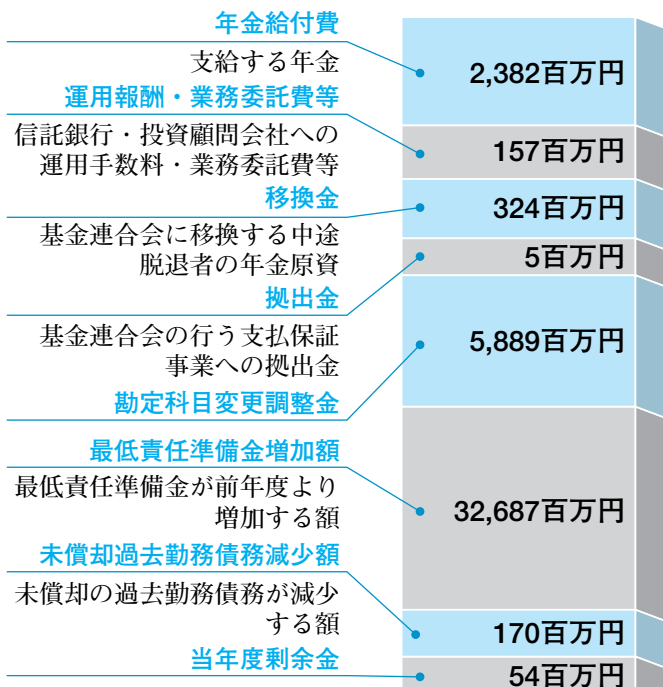 年金給付費
支給する年金
2,382百万円
運用報酬・業務委託費等
信託銀行・投資顧問会社への
運用手数料・業務委託費等
157百万円
移換金
324百万円
基金連合会に移換する中途
脱退者の年金原資
5百万円
拠出金
基金連合会の行う支払保証
事業への拠出金
5,889百万円
勘定科目変更調整金
最低責任準備金増加額
最低責任準備金が前年度より
増加する額
32,687百万円
未償却過去勤務債務減少額
未償却の過去勤務債務が減少
する額
170百万円
当年度剰余金
54百万円